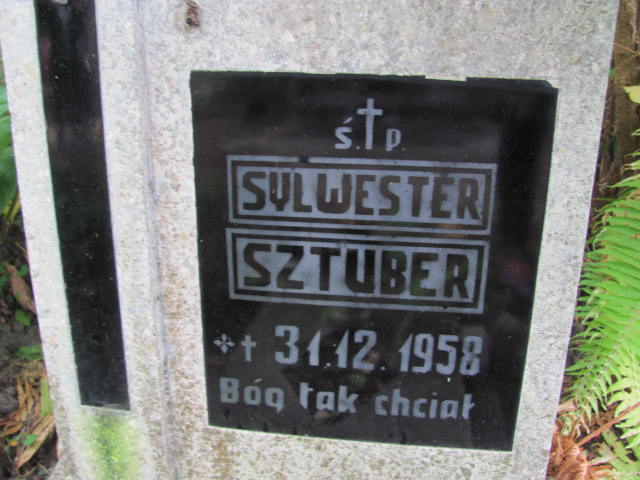 ś.†p.
SYLWESTER
SZTUBER
✣ † 31.12.1958
Bóg tak chciał